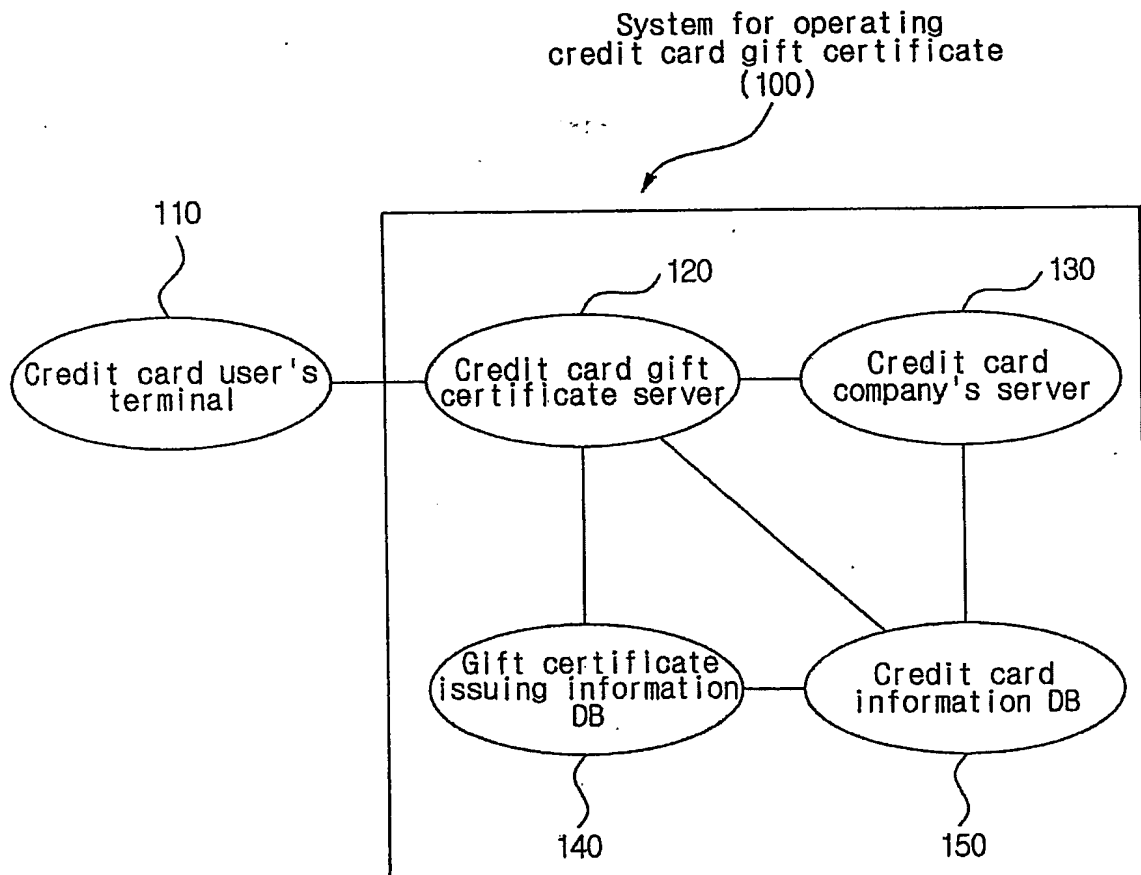 System for operating
credit card gift certificate
(100)
110
120
130
Credit card user's
terminal
Credit card gift
certificate server
Credit card
company's server
Gift certificate
issuing information
DB
Credit card
information DB
140
150